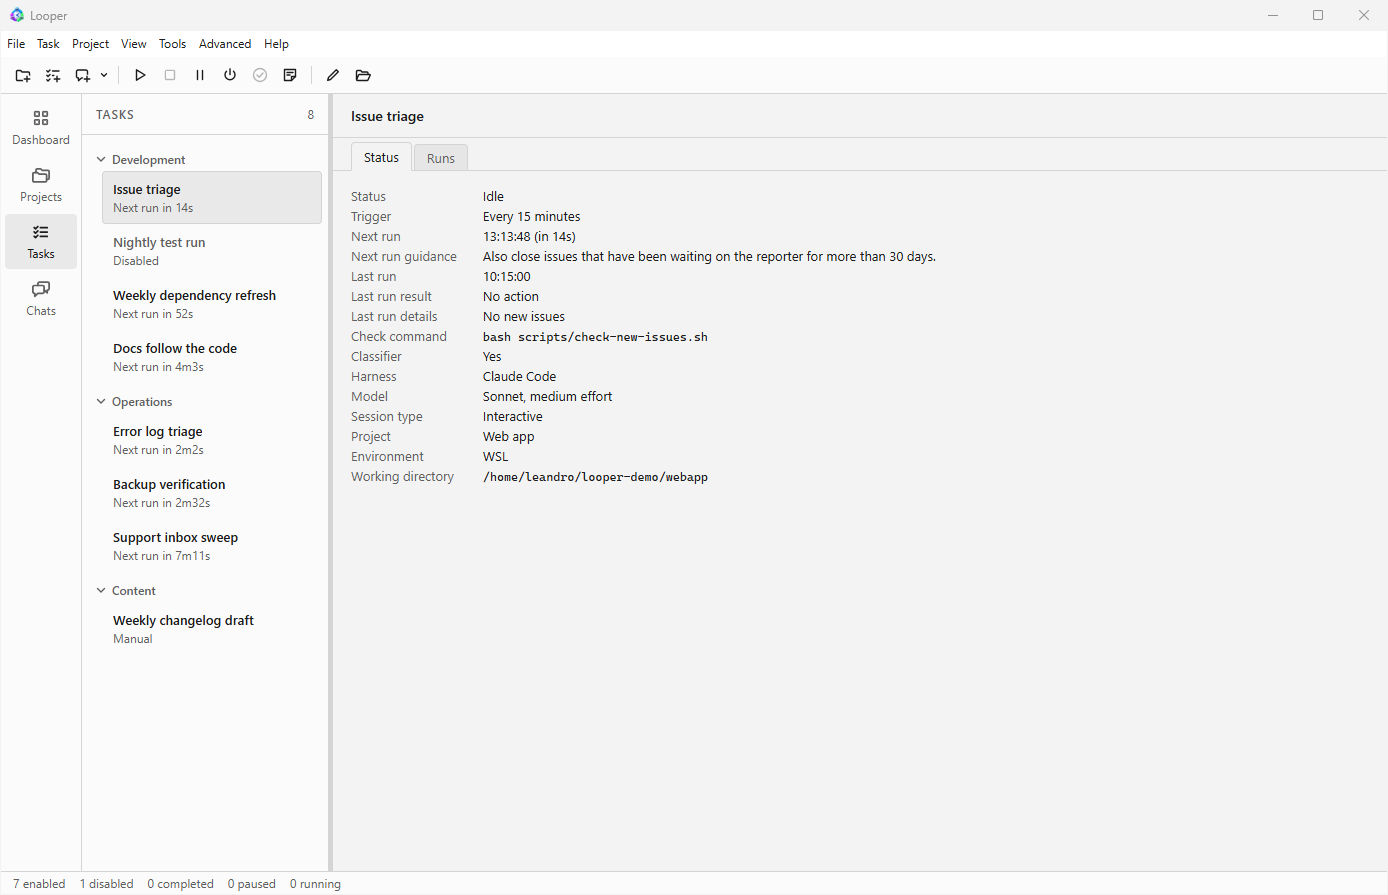 Looper
File Task Project View Tools Advanced Help
Dashboard
Projects
Tasks
Chats
TASKS 8
Development
Issue triage
Next run in 14s
Nightly test run
Disabled
Weekly dependency refresh
Next run in 52s
Docs follow the code
Next run in 4m3s
Operations
Error log triage
Next run in 2m2s
Backup verification
Next run in 2m32s
Support inbox sweep
Next run in 7m11s
Content
Weekly changelog draft
Manual
Issue triage
Status Runs
Status Idle
Trigger Every 15 minutes
Next run 13:13:48 (in 14s)
Next run guidance Also close issues that have been waiting on the reporter for more than 30 days.
Last run 10:15:00
Last run result No action
Last run details No new issues
Check command bash scripts/check-new-issues.sh
Classifier Yes
Harness Claude Code
Model Sonnet, medium effort
Session type Interactive
Project Web app
Environment WSL
Working directory /home/leandro/looper-demo/webapp
7 enabled 1 disabled 0 completed 0 paused 0 running